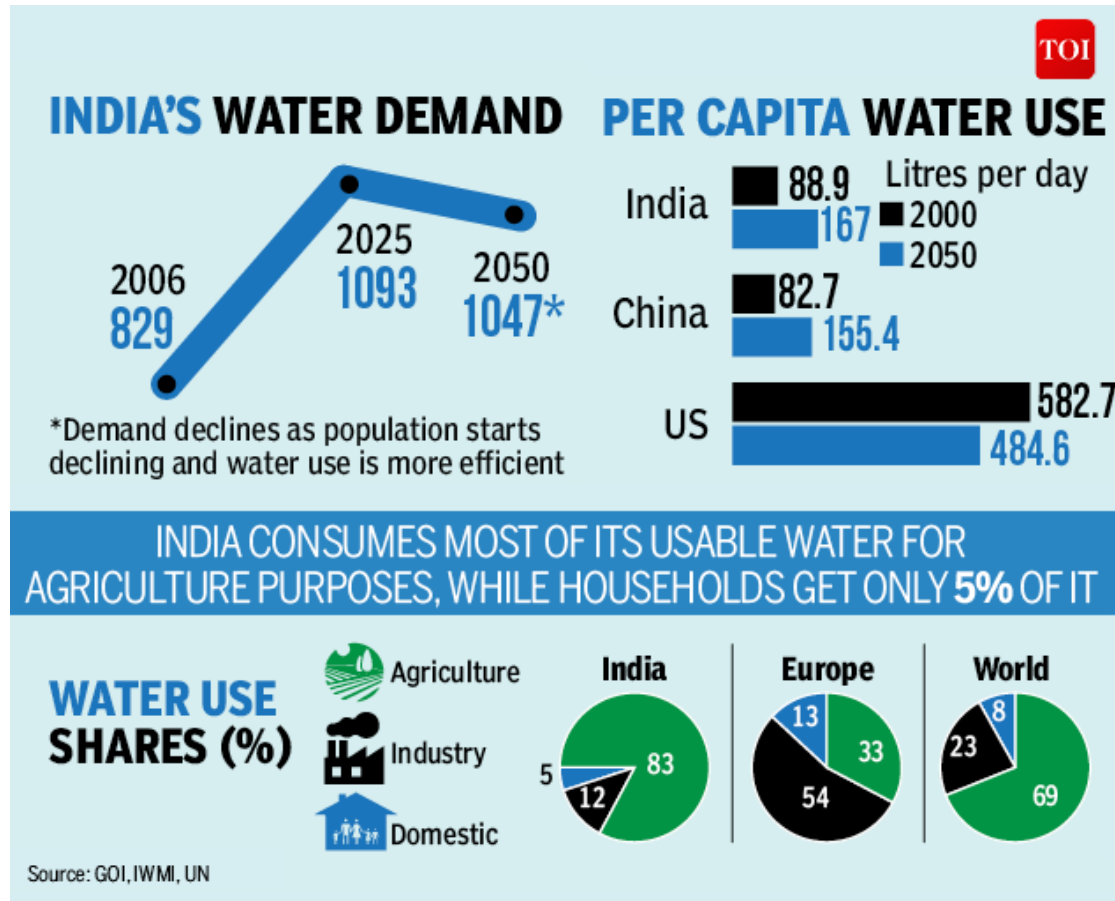 TOI
INDIA'S WATER DEMAND
2006
829
2025
1093
2050
1047*
*Demand declines as population starts
declining and water use is more efficient
PER CAPITA WATER USE
Litres per day
2000
2050
India
88.9
167
China
82.7
155.4
US
582.7
484.6
INDIA CONSUMES MOST OF ITS USABLE WATER FOR
AGRICULTURE PURPOSES, WHILE HOUSEHOLDS GET ONLY 5% OF IT
WATER USE
SHARES (%)
Agriculture
Industry
Domestic
India
83
12
5
Europe
13
33
54
World
8
23
69
Source: GOI, IWMI, UN